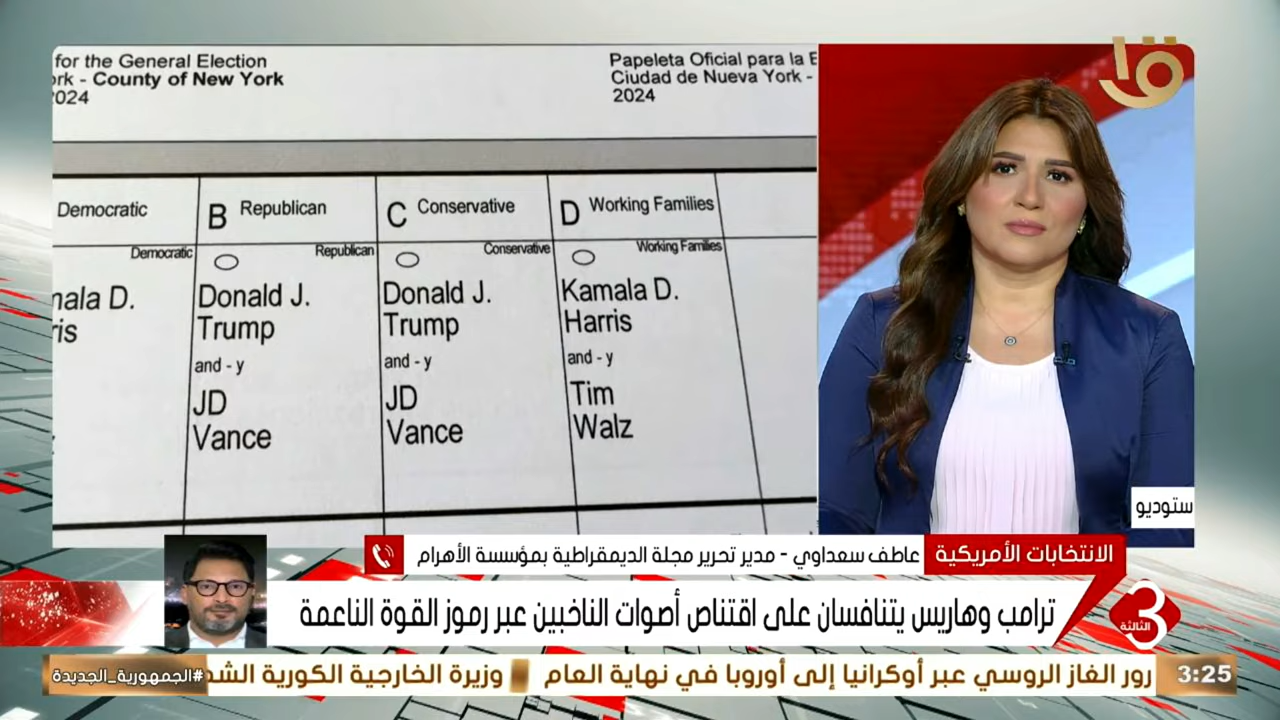 for the General Election
rk - County of New York
2024
Papeleta Oficial para la E
Ciudad de Nueva York -
2024
Democratic
B Republican
C Conservative
D Working Families
Democratic
Republican
Conservative
Working Families
mala D.
ris
Donald J.
Trump
and - y
JD
Vance
Donald J.
Trump
and - y
JD
Vance
Kamala D.
Harris
and - y
Tim
Walz
ستوديو
الانتخابات الأمريكية
عاطف سعداوي - مدير تحرير مجلة الديمقراطية بمؤسسة الأهرام
ترامب وهاريس يتنافسان على اقتناص أصوات الناخبين عبر رموز القوة الناعمة
3
الثالثة
3:25
رور الغاز الروسي عبر أوكرانيا إلى أوروبا في نهاية العام
وزيرة الخارجية الكورية الش
#الجمهورية_الجديدة